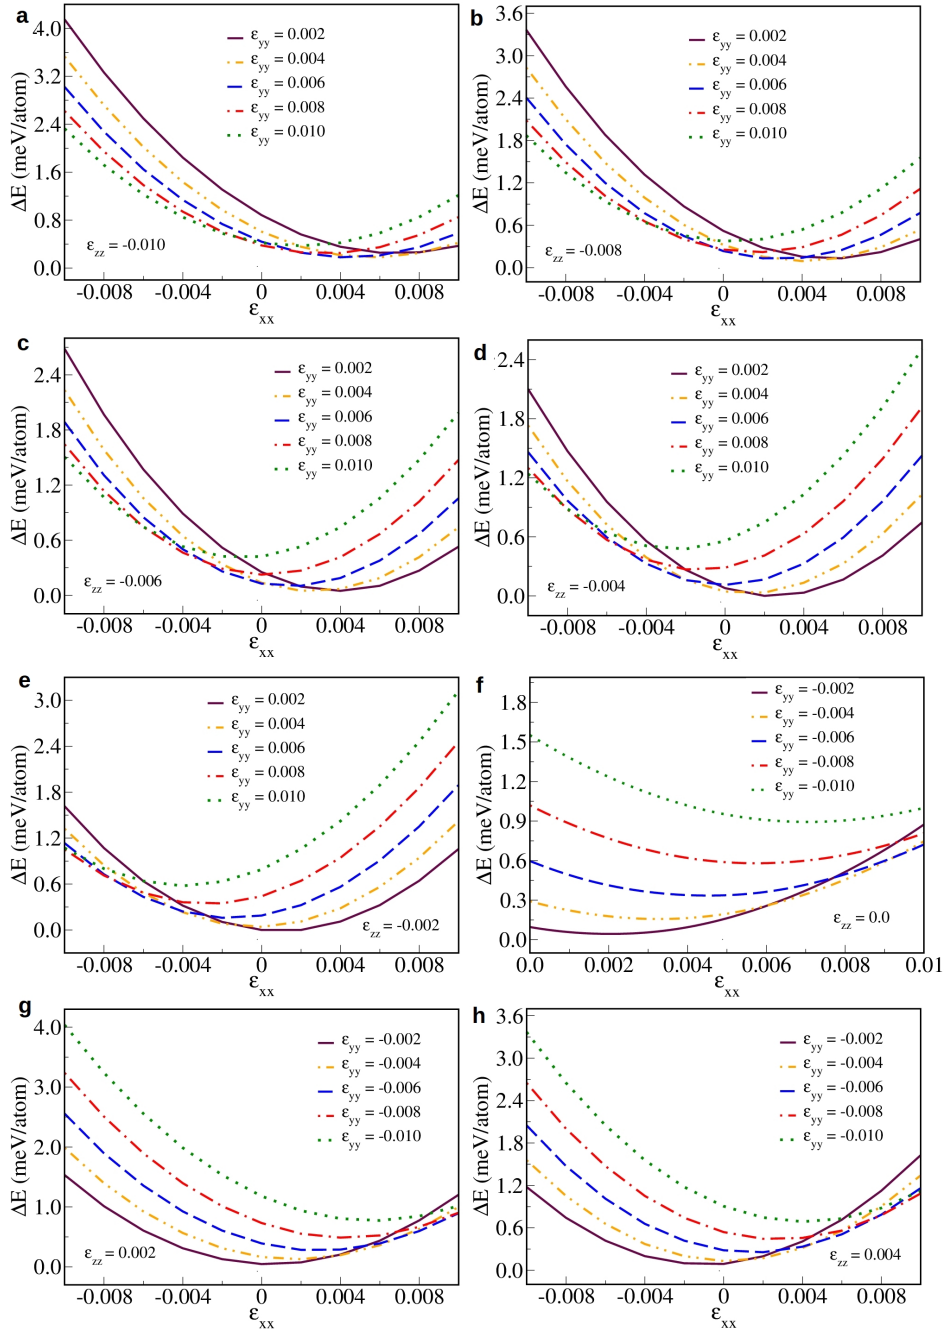 a
ΔE (meV/atom)
4.0
3.2
2.4
1.6
0.8
0.0
εyy = 0.002
εyy = 0.004
εyy = 0.006
εyy = 0.008
εyy = 0.010
εzz = -0.010
-0.008 -0.004 0 0.004 0.008
εxx
b
ΔE (meV/atom)
3.6
3.0
2.4
1.8
1.2
0.6
0.0
εyy = 0.002
εyy = 0.004
εyy = 0.006
εyy = 0.008
εyy = 0.010
εzz = -0.008
-0.008 -0.004 0 0.004 0.008
εxx
c
ΔE (meV/atom)
2.4
1.8
1.2
0.6
0.0
εyy = 0.002
εyy = 0.004
εyy = 0.006
εyy = 0.008
εyy = 0.010
εzz = -0.006
-0.008 -0.004 0 0.004 0.008
εxx
d
ΔE (meV/atom)
2.4
1.8
1.2
0.6
0.0
εyy = 0.002
εyy = 0.004
εyy = 0.006
εyy = 0.008
εyy = 0.010
εzz = -0.004
-0.008 -0.004 0 0.004 0.008
εxx
e
ΔE (meV/atom)
3.0
2.4
1.8
1.2
0.6
0.0
εyy = 0.002
εyy = 0.004
εyy = 0.006
εyy = 0.008
εyy = 0.010
εzz = -0.002
-0.008 -0.004 0 0.004 0.008
εxx
f
ΔE (meV/atom)
1.8
1.5
1.2
0.9
0.6
0.3
0.0
εyy = -0.002
εyy = -0.004
εyy = -0.006
εyy = -0.008
εyy = -0.010
εzz = 0.0
0.0 0.002 0.004 0.006 0.008 0.01
εxx
g
ΔE (meV/atom)
4.0
3.0
2.0
1.0
0.0
εyy = -0.002
εyy = -0.004
εyy = -0.006
εyy = -0.008
εyy = -0.010
εzz = 0.002
-0.008 -0.004 0 0.004 0.008
εxx
h
ΔE (meV/atom)
3.6
3.0
2.4
1.8
1.2
0.6
0.0
εyy = -0.002
εyy = -0.004
εyy = -0.006
εyy = -0.008
εyy = -0.010
εzz = 0.004
-0.008 -0.004 0 0.004 0.008
εxx